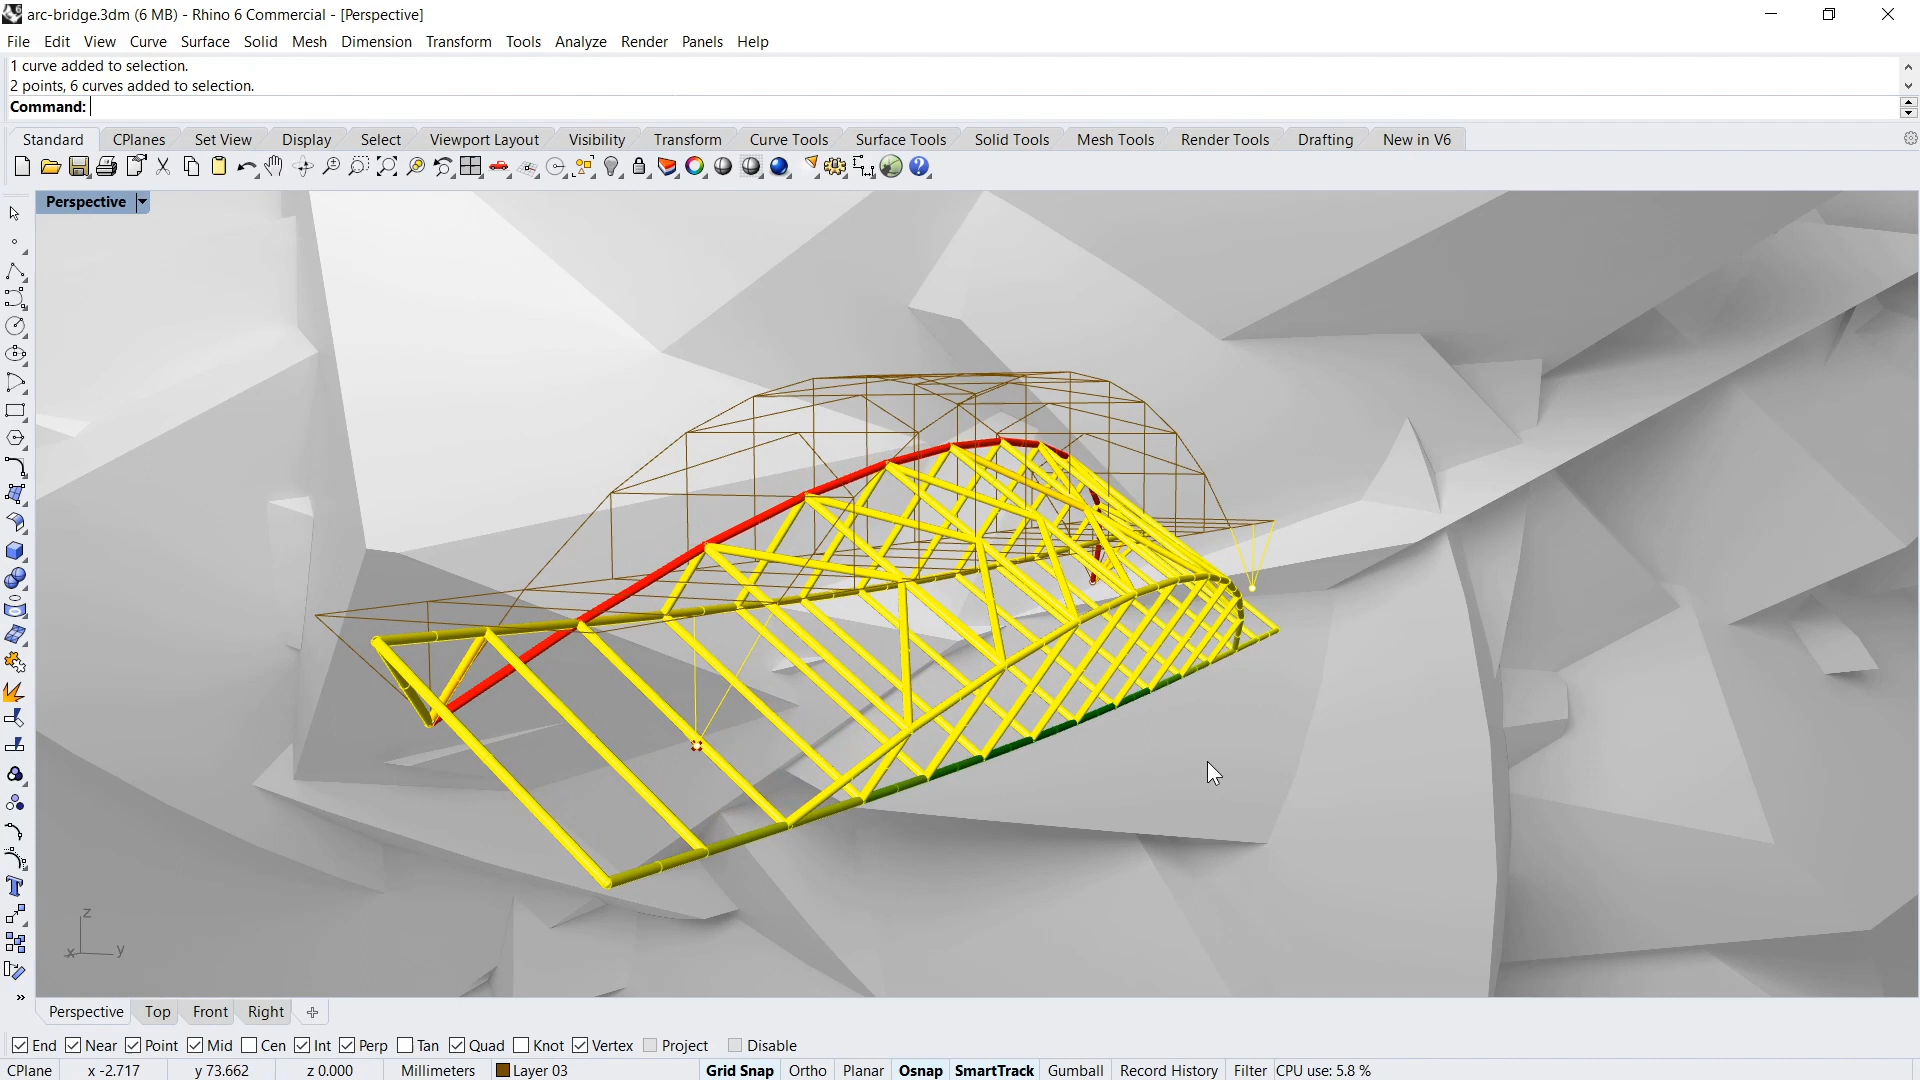 arc-bridge.3dm (6 MB) - Rhino 6 Commercial - [Perspective]
File Edit View Curve Surface Solid Mesh Dimension Transform Tools Analyze Render Panels Help
1 curve added to selection.
2 points, 6 curves added to selection.
Command:
Standard CPlanes Set View Display Select Viewport Layout Visibility Transform Curve Tools Surface Tools Solid Tools Mesh Tools Render Tools Drafting New in V6
Perspective
z
x y
Perspective Top Front Right
End Near Point Mid Cen Int Perp Tan Quad Knot Vertex Project Disable
CPlane x -2.717 y 73.662 z 0.000 Millimeters Layer 03 Grid Snap Ortho Planar Osnap SmartTrack Gumball Record History Filter CPU use: 5.8 %